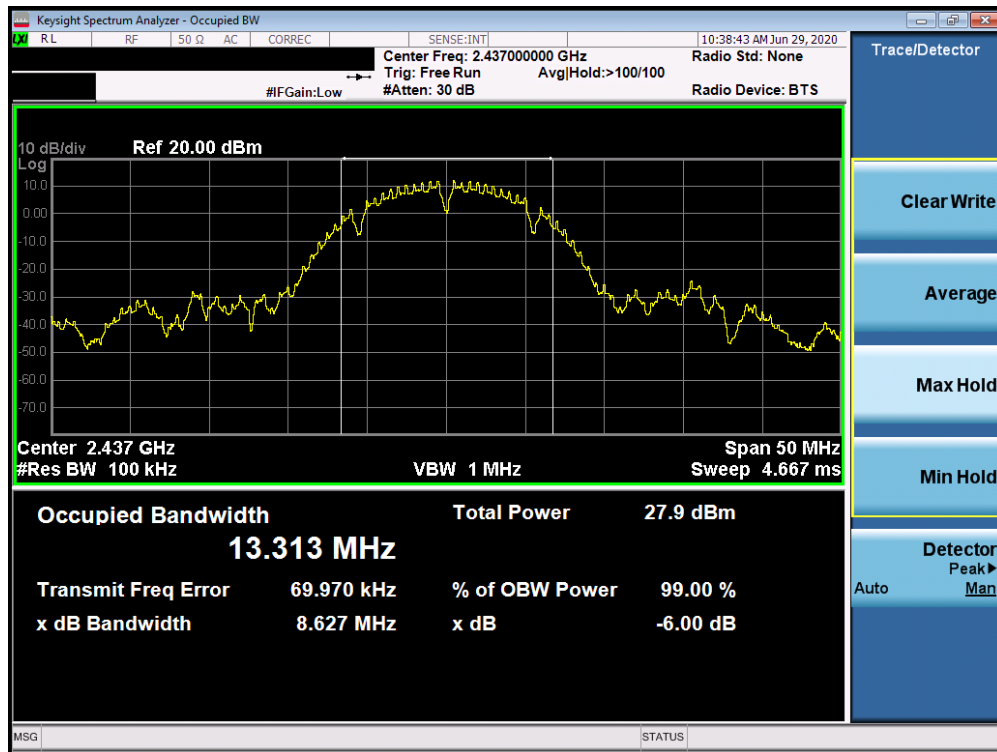 Keysight Spectrum Analyzer - Occupied BW
LXI RL RF 50 Ω AC CORREC SENSE:INT 10:38:43 AM Jun 29, 2020
Center Freq: 2.437000000 GHz Radio Std: None
Trig: Free Run Avg|Hold:>100/100
#IFGain:Low #Atten: 30 dB Radio Device: BTS
10 dB/div Ref 20.00 dBm
Log
10.0
0.00
-10.0
-20.0
-30.0
-40.0
-50.0
-60.0
-70.0
Center 2.437 GHz Span 50 MHz
#Res BW 100 kHz VBW 1 MHz Sweep 4.667 ms
Occupied Bandwidth Total Power 27.9 dBm
13.313 MHz
Transmit Freq Error 69.970 kHz % of OBW Power 99.00 %
x dB Bandwidth 8.627 MHz x dB -6.00 dB
MSG STATUS
Trace/Detector
Clear Write
Average
Max Hold
Min Hold
Detector
Peak▶
Auto Man